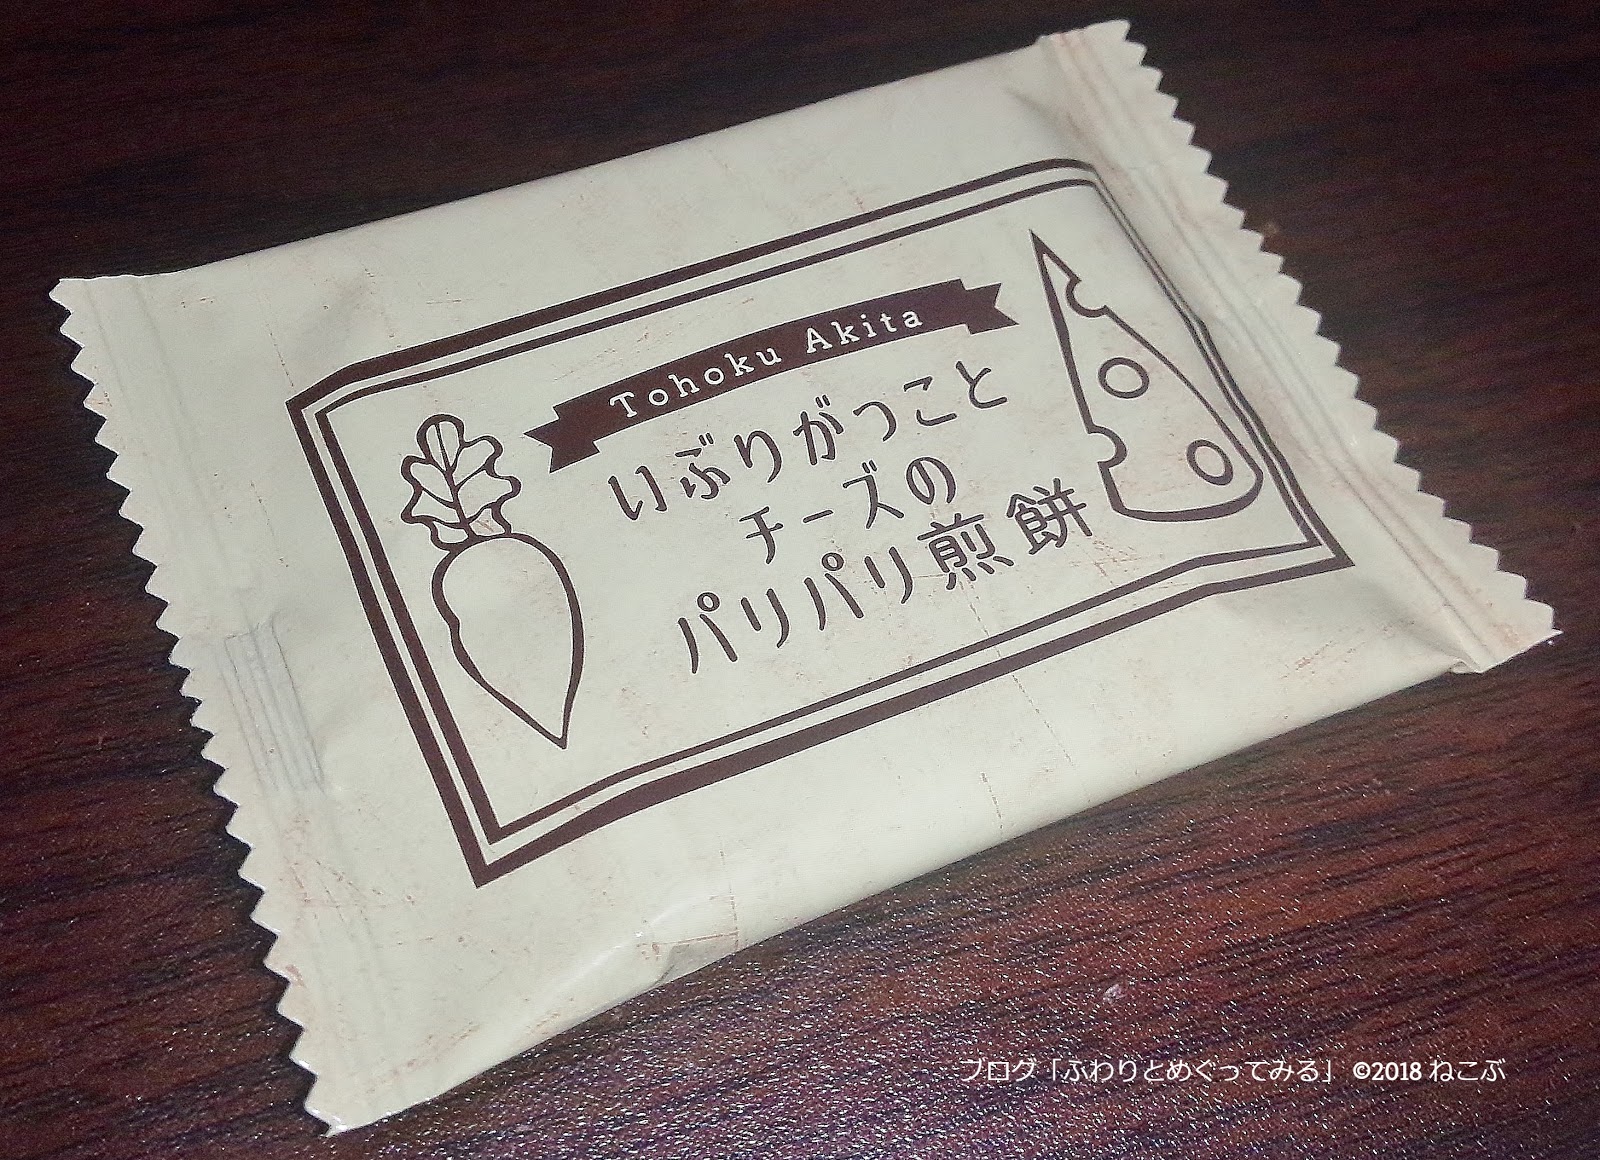 Tohoku Akita
いぶりがっこと
チーズの
パリパリ煎餅
ブログ「ふわりとめぐってみる」 ©2018 ねこぶ